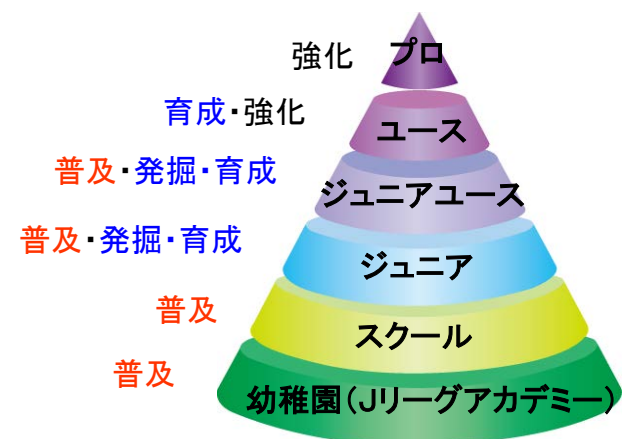 強化 プロ
育成・強化 ユース
普及・発掘・育成 ジュニアユース
普及・発掘・育成 ジュニア
普及 スクール
普及 幼稚園(Jリーグアカデミー)